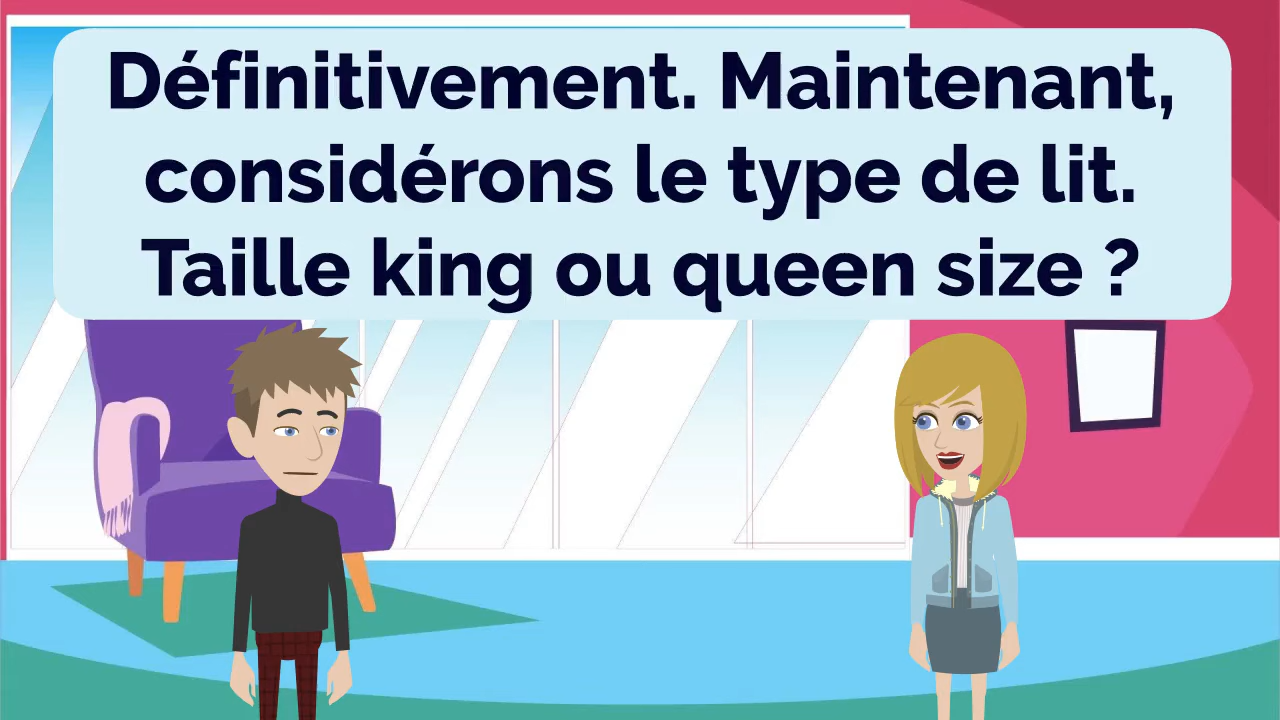 Définitivement. Maintenant,
considérons le type de lit.
Taille king ou queen size ?